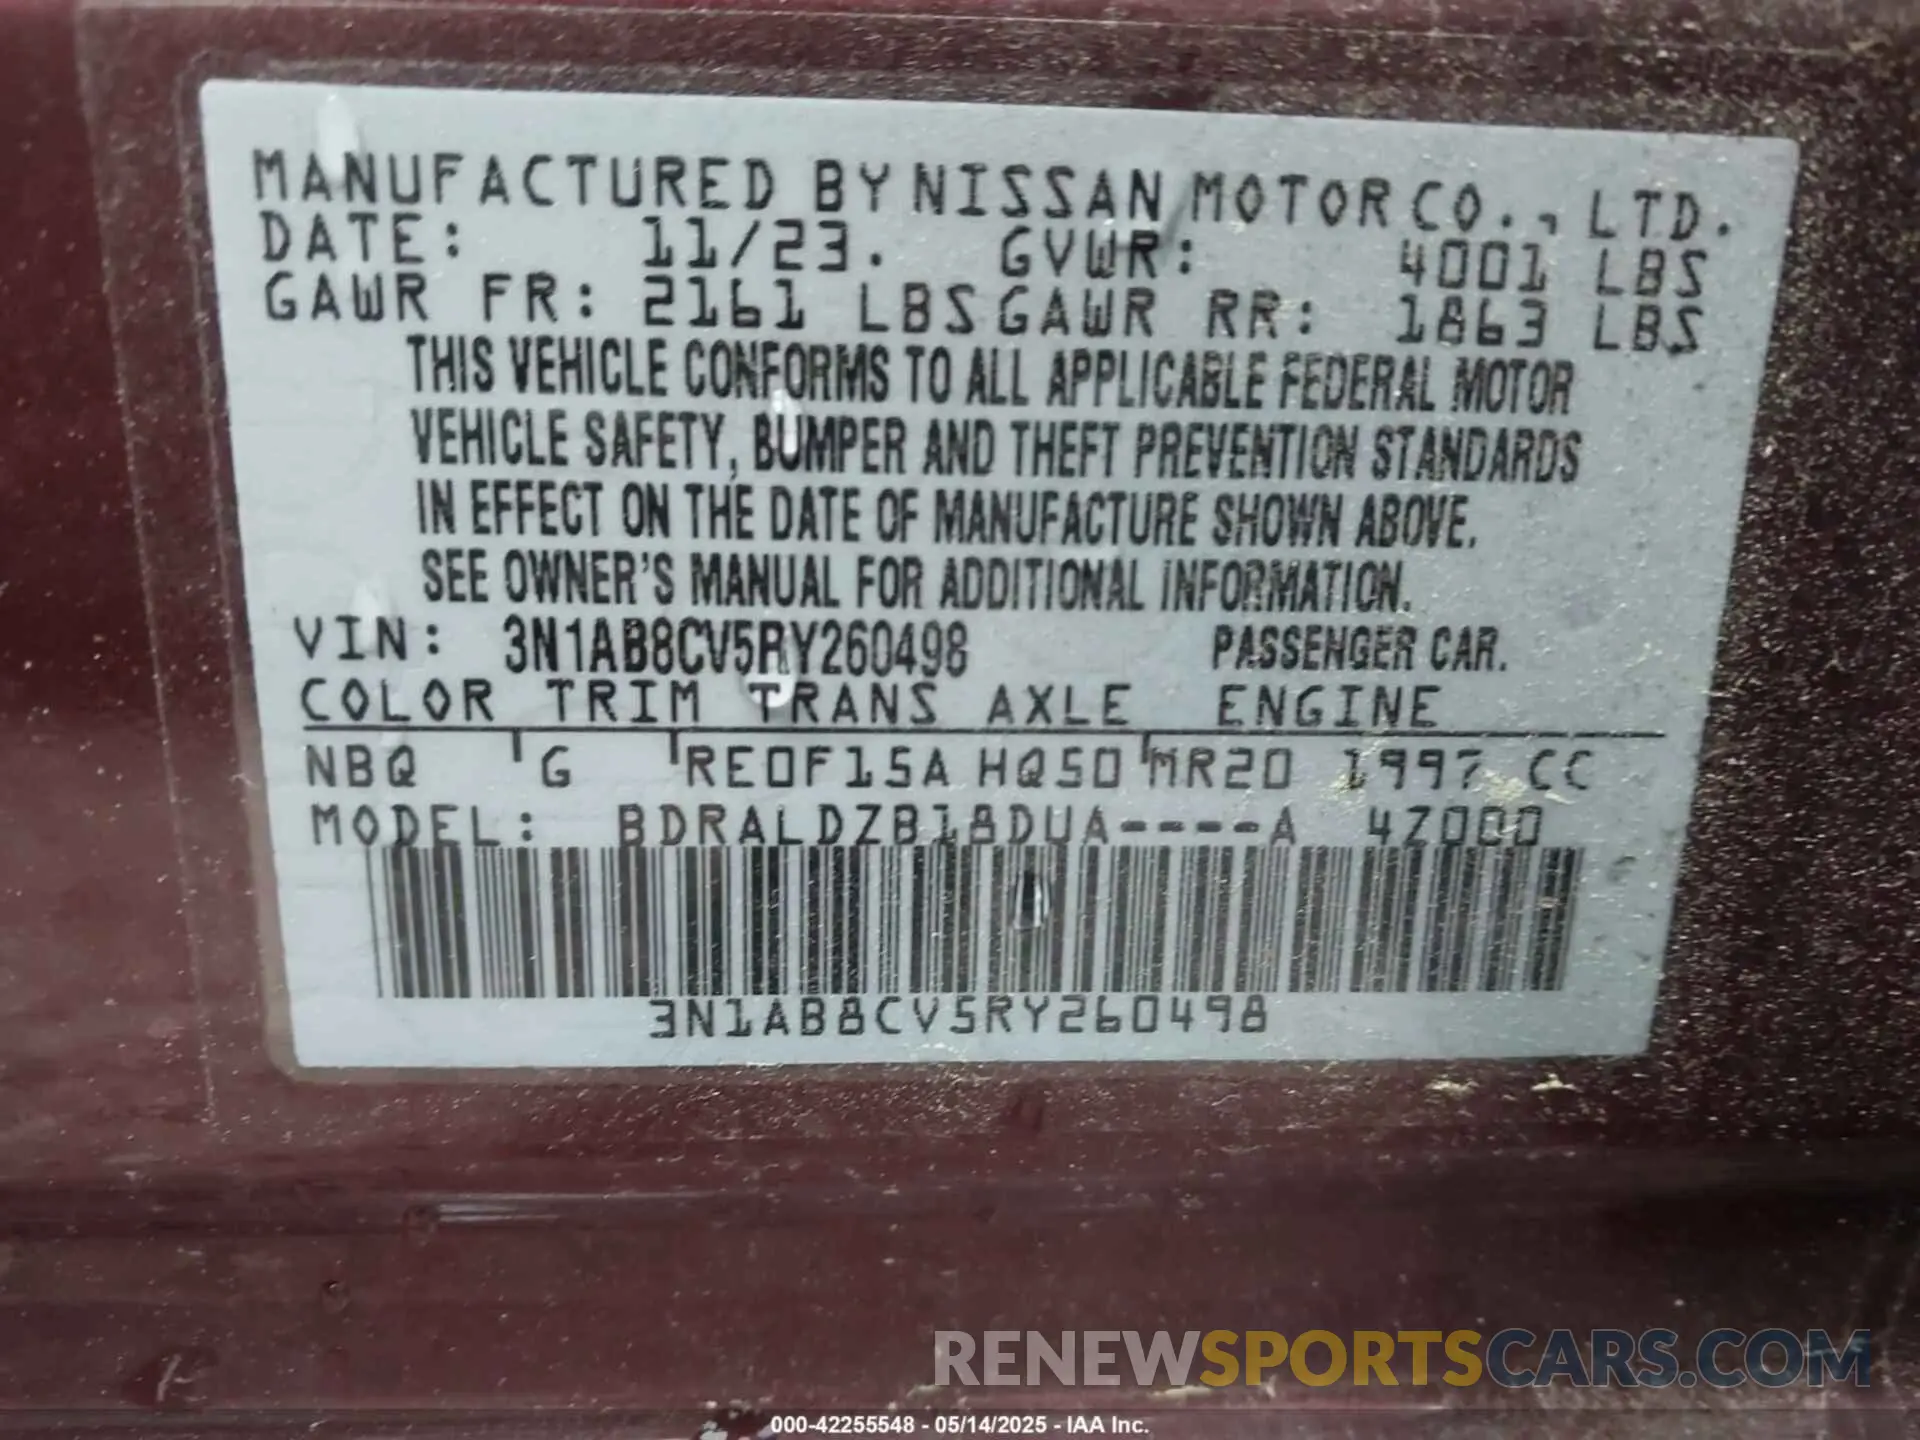 MANUFACTURED BY NISSAN MOTOR CO., LTD.
DATE: 11/23. GVWR: 4001 LBS
GAWR FR: 2161 LBS GAWR RR: 1863 LBS
THIS VEHICLE CONFORMS TO ALL APPLICABLE FEDERAL MOTOR
VEHICLE SAFETY, BUMPER AND THEFT PREVENTION STANDARDS
IN EFFECT ON THE DATE OF MANUFACTURE SHOWN ABOVE.
SEE OWNER'S MANUAL FOR ADDITIONAL INFORMATION.
VIN: 3N1AB8CV5RY260498 PASSENGER CAR.
COLOR TRIM TRANS AXLE ENGINE
NBQ G RE0F15A HQ50 MR20 1997 CC
MODEL: BDRALDZB18DUA----A 4Z000
3N1AB8CV5RY260498
RENEWSPORTSCARS.COM
000-42255548 - 05/14/2025 - IAA Inc.